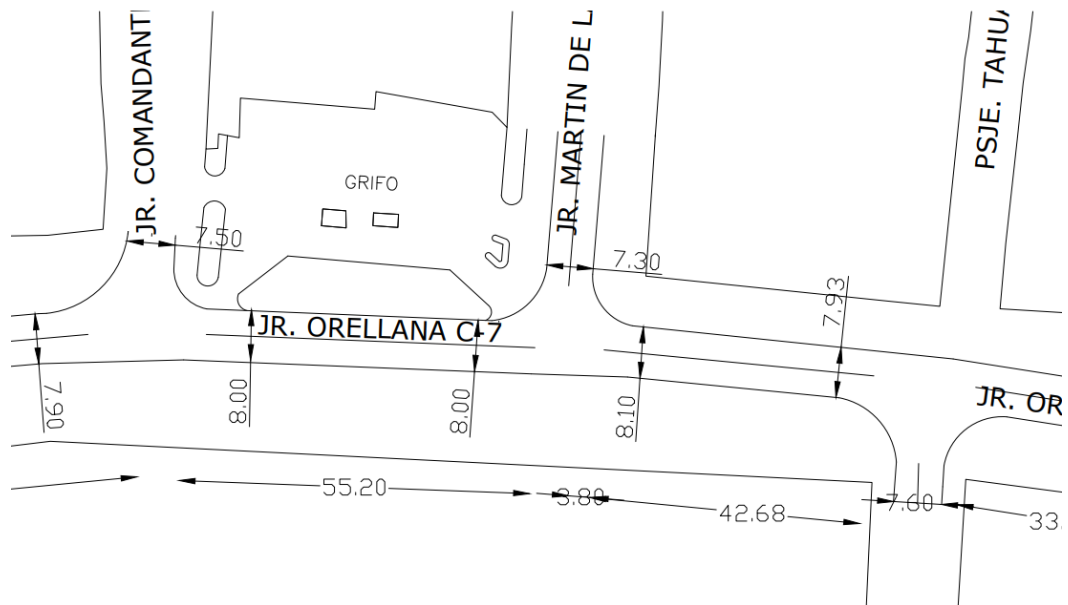 JR. COMANDANT
JR. MARTIN DE L
PSJE. TAHUA
GRIFO
7.50
7.30
7.93
JR. ORELLANA C-7
JR. OR
7.90
8.00
8.00
8.10
55.20
3.80
42.68
7.60
33.